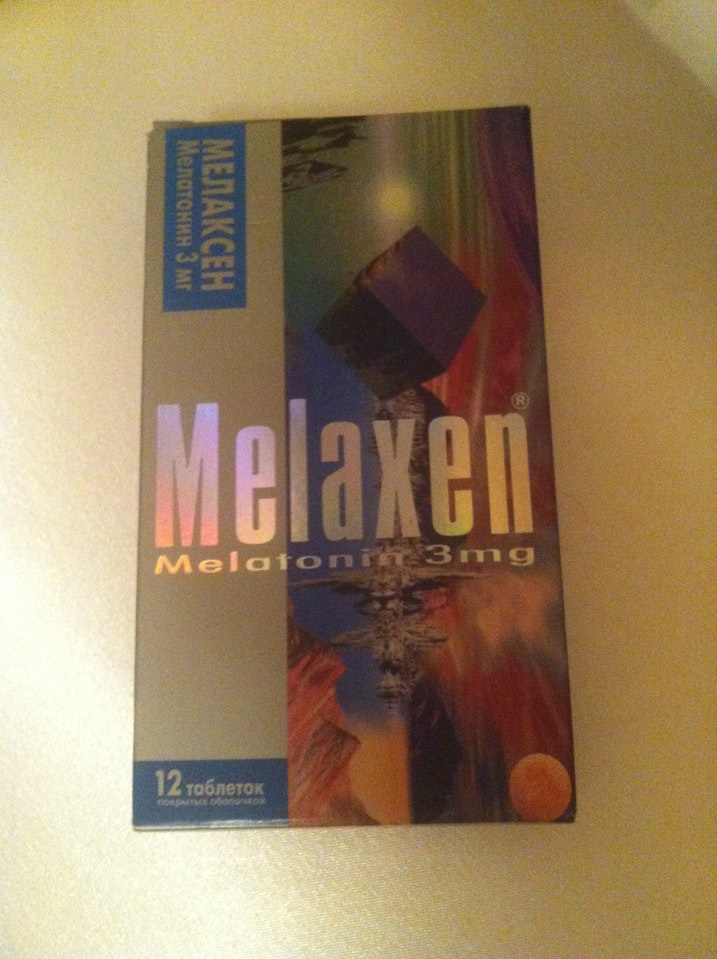 МЕЛАКСЕН
Мелатонин 3 мг
Melaxen®
Melatonin 3mg
12 таблеток
покрытых оболочкой